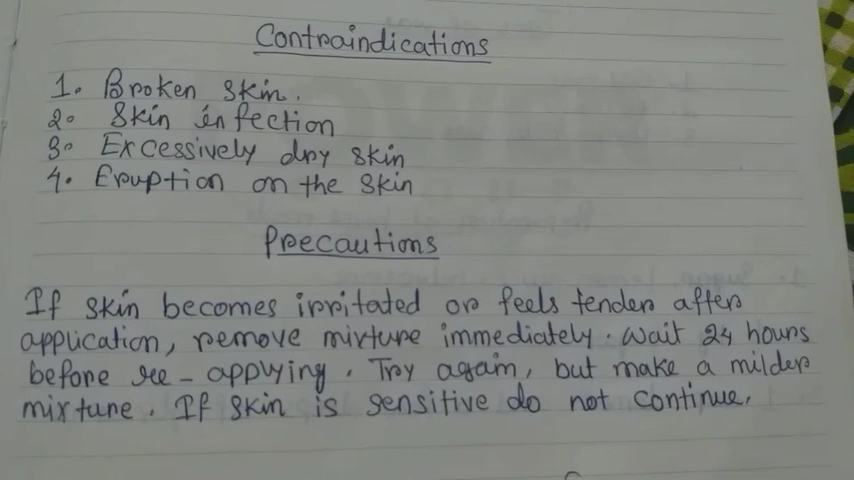 Contraindications
1. Broken skin.
2. Skin infection
3. Excessively dry skin
4. Eruption on the skin
Precautions
If skin becomes irritated or feels tender after
application, remove mixture immediately. Wait 24 hours
before re-applying. Try again, but make a milder
mixture. If skin is sensitive do not continue.